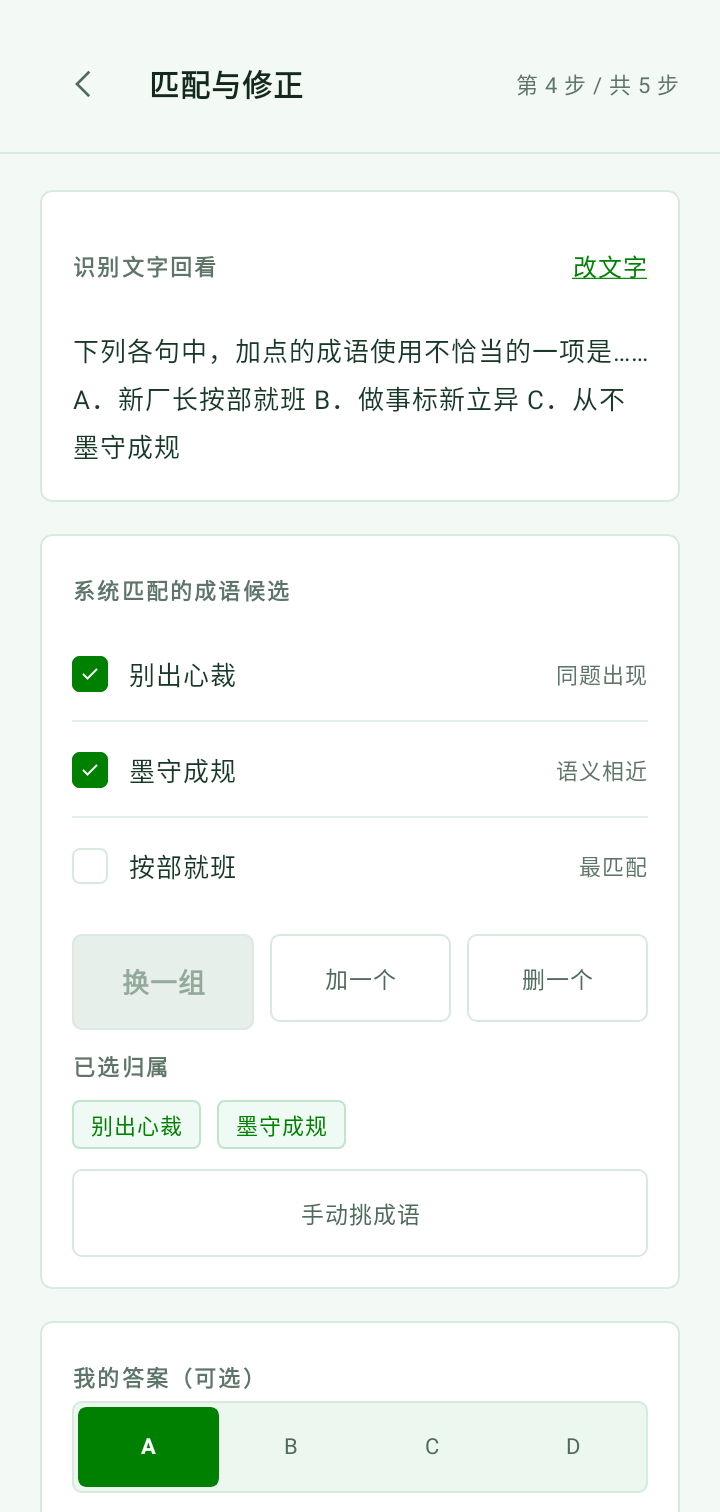 匹配与修正
第 4 步 / 共 5 步
识别文字回看
改文字
下列各句中，加点的成语使用不恰当的一项是……
A．新厂长按部就班 B．做事标新立异 C．从不
墨守成规
系统匹配的成语候选
别出心裁
同题出现
墨守成规
语义相近
按部就班
最匹配
换一组
加一个
删一个
已选归属
别出心裁
墨守成规
手动挑成语
我的答案（可选）
A
B
C
D